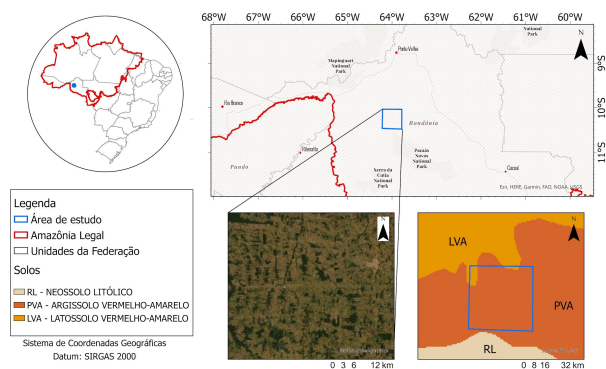 68°W 67°W 65°W 64°W 63°W 62°W 60°W
N
National
Park
Porto Velho
Mapinguari
National
Park
9°S
Rio Branco
10°S
Rondônia
Riberalta
Pando
Serra da
Cutia
National
Park
Pacaás
Novos
National
Park
Cacoal
11°S
Esri, HERE, Garmin, FAO, NOAA, USGS
Legenda
Área de estudo
Amazônia Legal
Unidades da Federação
Solos
RL - NEOSSOLO LITÓLICO
PVA - ARGISSOLO VERMELHO-AMARELO
LVA - LATOSSOLO VERMELHO-AMARELO
Sistema de Coordenadas Geográficas
Datum: SIRGAS 2000
N
0 3 6 12 km
N
LVA
PVA
RL
0 8 16 32 km